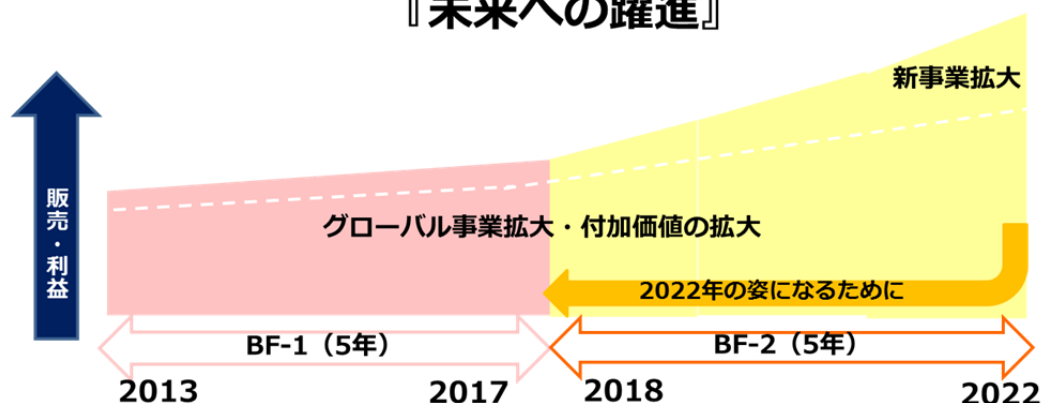 『未来への躍進』
新事業拡大
販売・利益
グローバル事業拡大・付加価値の拡大
2022年の姿になるために
BF-1（5年）
BF-2（5年）
2013
2017
2018
2022